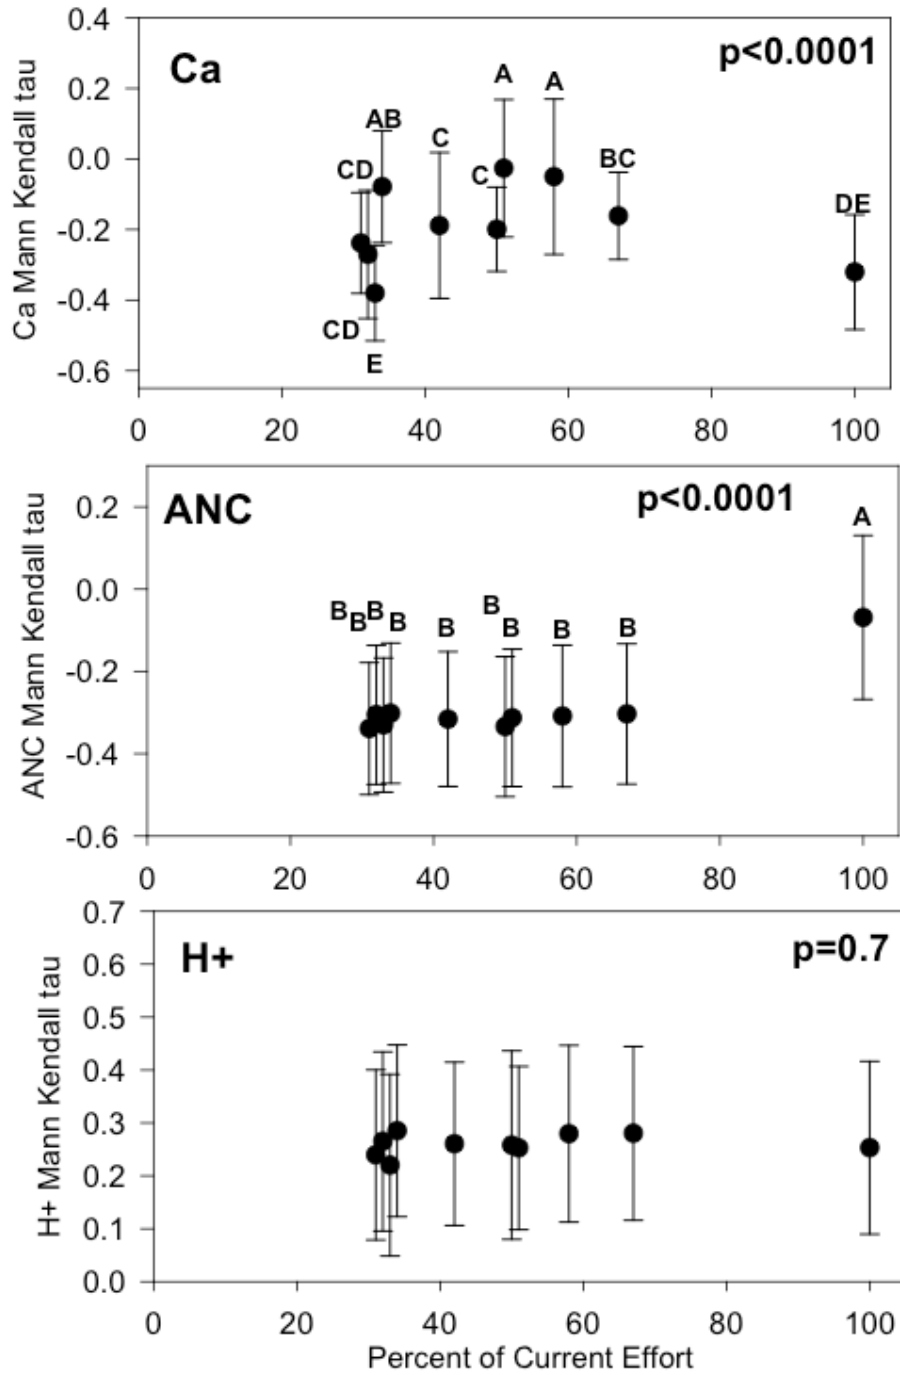 0.4
Ca
p<0.0001
0.2
0.0
-0.2
-0.4
-0.6
Ca Mann Kendall tau
CD
AB
C
C
A
A
BC
DE
CD
E
0 20 40 60 80 100
ANC
p<0.0001
0.2
0.0
-0.2
-0.4
-0.6
ANC Mann Kendall tau
B
B
B
B
B
B
B
B
B
A
0 20 40 60 80 100
H+
p=0.7
0.7
0.6
0.5
0.4
0.3
0.2
0.1
0.0
H+ Mann Kendall tau
0 20 40 60 80 100
Percent of Current Effort